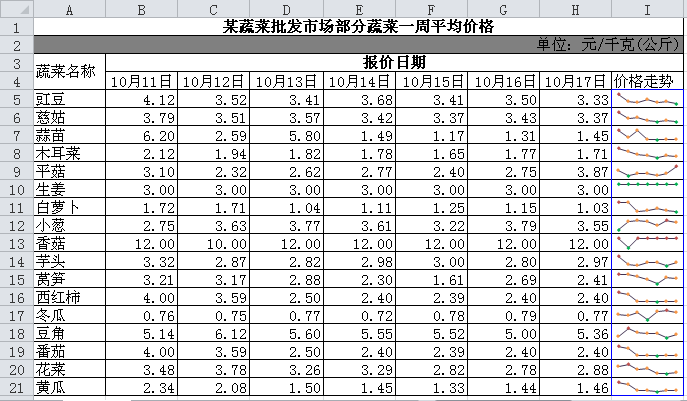 A B C D E F G H I
1 某蔬菜批发市场部分蔬菜一周平均价格
2 单位：元/千克(公斤)
3 蔬菜名称 报价日期
4 10月11日 10月12日 10月13日 10月14日 10月15日 10月16日 10月17日 价格走势
5 豇豆 4.12 3.52 3.41 3.68 3.41 3.50 3.33
6 慈姑 3.79 3.51 3.57 3.42 3.37 3.43 3.37
7 蒜苗 6.20 2.59 5.80 1.49 1.17 1.31 1.45
8 木耳菜 2.12 1.94 1.82 1.78 1.65 1.77 1.71
9 平菇 3.10 2.32 2.62 2.77 2.40 2.75 3.87
10 生姜 3.00 3.00 3.00 3.00 3.00 3.00 3.00
11 白萝卜 1.72 1.71 1.04 1.11 1.25 1.15 1.03
12 小葱 2.75 3.63 3.77 3.61 3.22 3.79 3.55
13 香菇 12.00 10.00 12.00 12.00 12.00 12.00 12.00
14 芋头 3.32 2.87 2.82 2.98 3.00 2.80 2.97
15 莴笋 3.21 3.17 2.88 2.30 1.61 2.69 2.41
16 西红柿 4.00 3.59 2.50 2.40 2.39 2.40 2.40
17 冬瓜 0.76 0.75 0.77 0.72 0.78 0.79 0.77
18 豆角 5.14 6.12 5.60 5.55 5.52 5.00 5.36
19 番茄 4.00 3.59 2.50 2.40 2.39 2.40 2.40
20 花菜 3.48 3.78 3.26 3.29 2.82 2.78 2.88
21 黄瓜 2.34 2.08 1.50 1.45 1.33 1.44 1.46